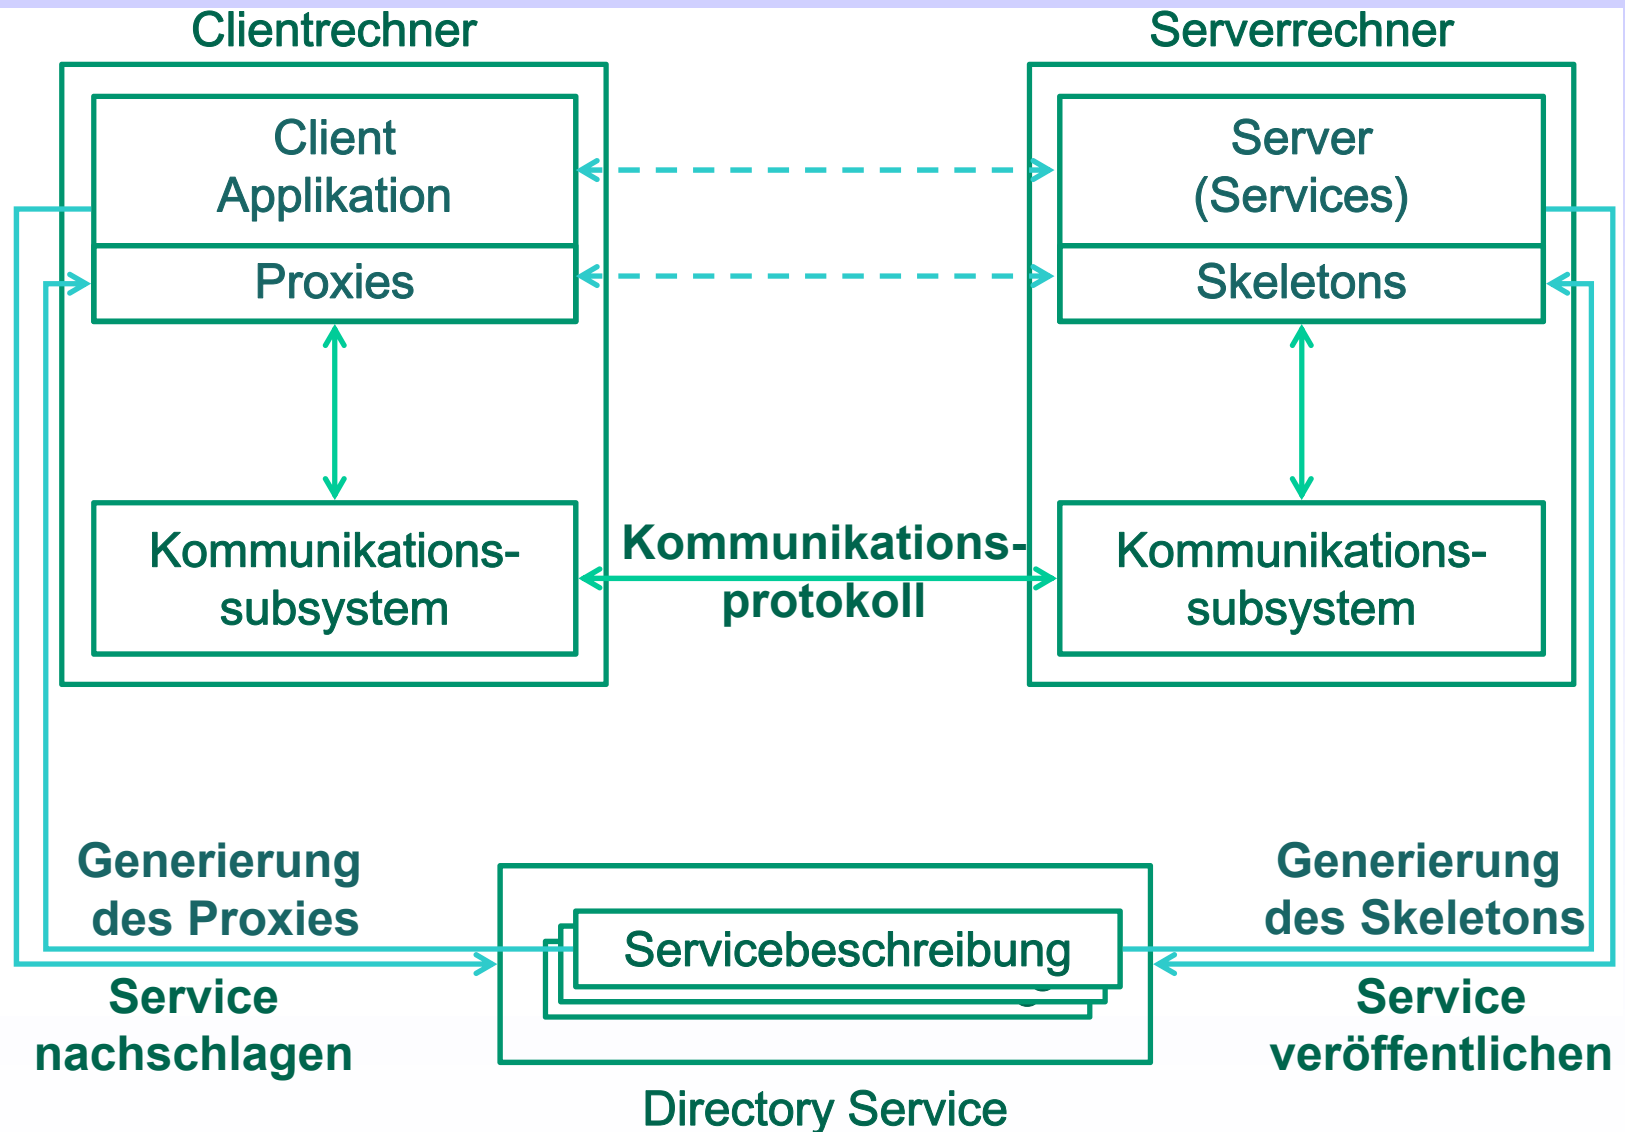 Clientrechner
Serverrechner
Client
Applikation
Server
(Services)
Proxies
Skeletons
Kommunikations-
subsystem
Kommunikations-
protokoll
Kommunikations-
subsystem
Generierung
des Proxies
Generierung
des Skeletons
Servicebeschreibung
Service
nachschlagen
Service
veröffentlichen
Directory Service